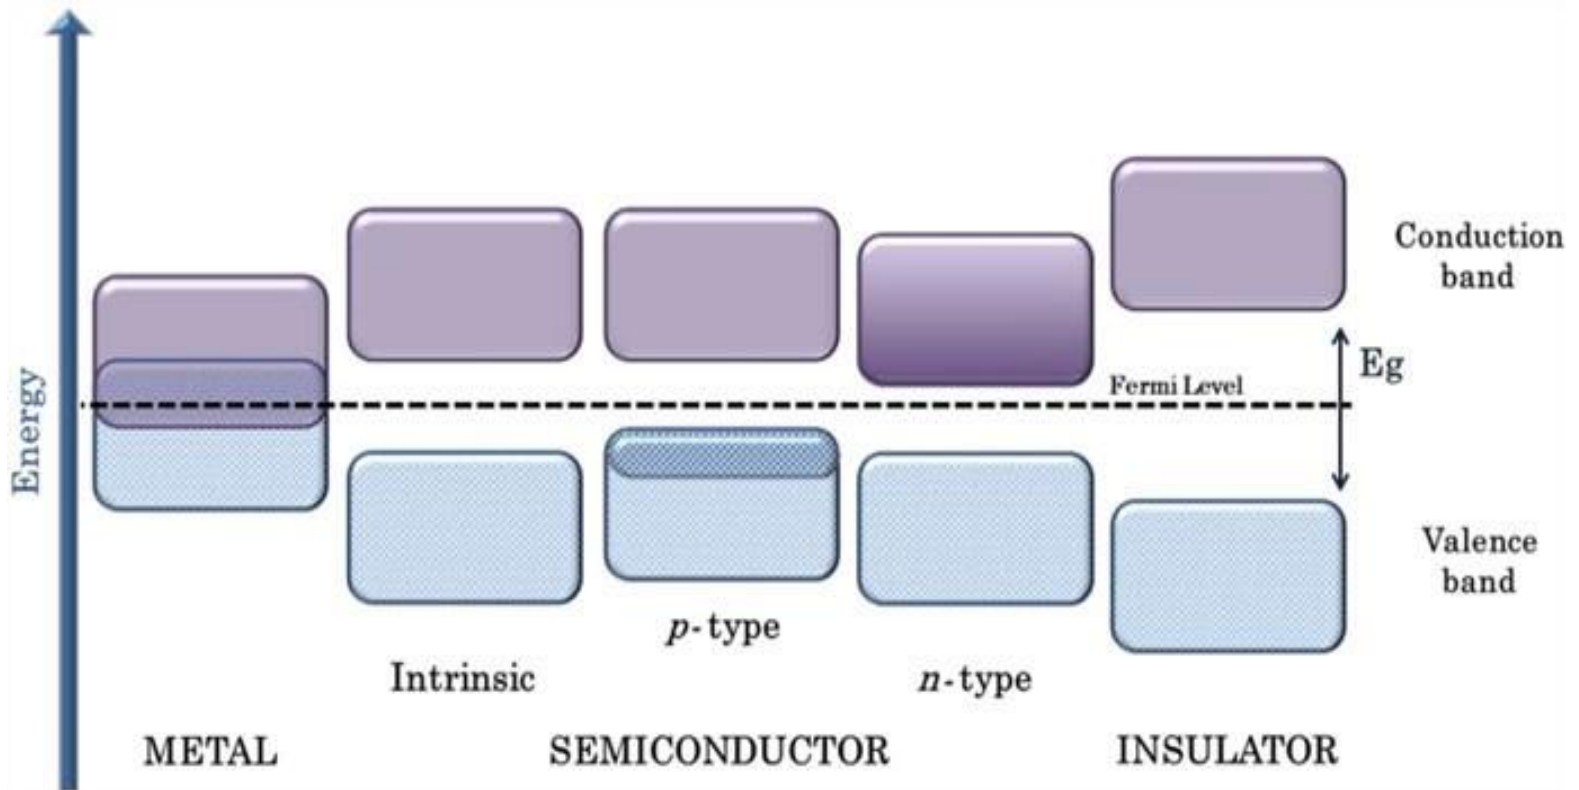 Energy
Conduction
band
Eg
Fermi Level
Valence
band
p-type
Intrinsic
n-type
METAL
SEMICONDUCTOR
INSULATOR